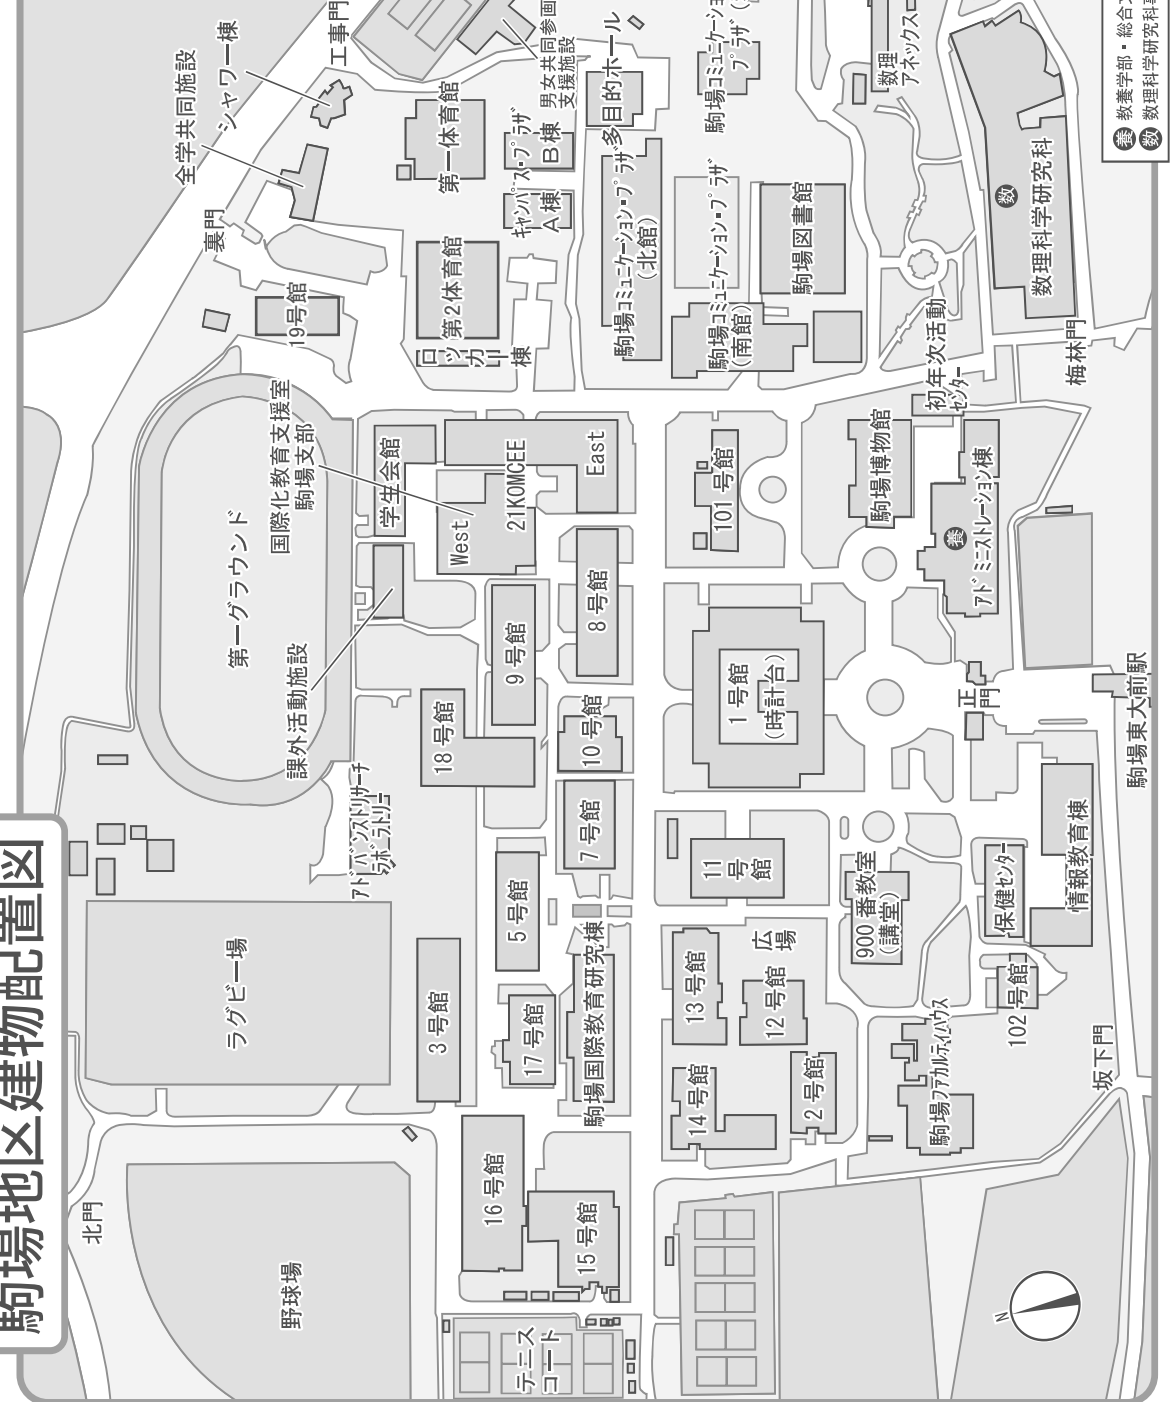 駒場地区建物配置図
北門
野球場
ラグビー場
第一グラウンド
裏門
全学共同施設
シャワー棟
工事門
19号館
国際化教育支援室
駒場支部
課外活動施設
アドバンストリサーチ
ラボラトリー
学生会館
ロッカー棟
第2体育館
第一体育館
キャンパス・プラザ
A棟
B棟
男女共同参画
支援施設
多目的ホール
21KOMCEE
West
East
テニス
コート
16号館
15号館
3号館
17号館
駒場国際教育研究棟
5号館
7号館
18号館
10号館
9号館
8号館
駒場コミュニケーション・プラザ
(北館)
駒場コミュニケーション・プラザ
(南館)
駒場コミュニケーショ
プラザ(
駒場図書館
数理
アネックス
14号館
2号館
13号館
12号館
広場
11号館
1号館
(時計台)
101号館
900番教室
(講堂)
駒場博物館
初年次活動
センター
駒場ファカルティハウス
102号館
保健センター
情報教育棟
正門
養
アドミニストレーション棟
数
数理科学研究科
梅林門
坂下門
駒場東大前駅
養 教養学部・総合文
数 数理科学研究科事
N